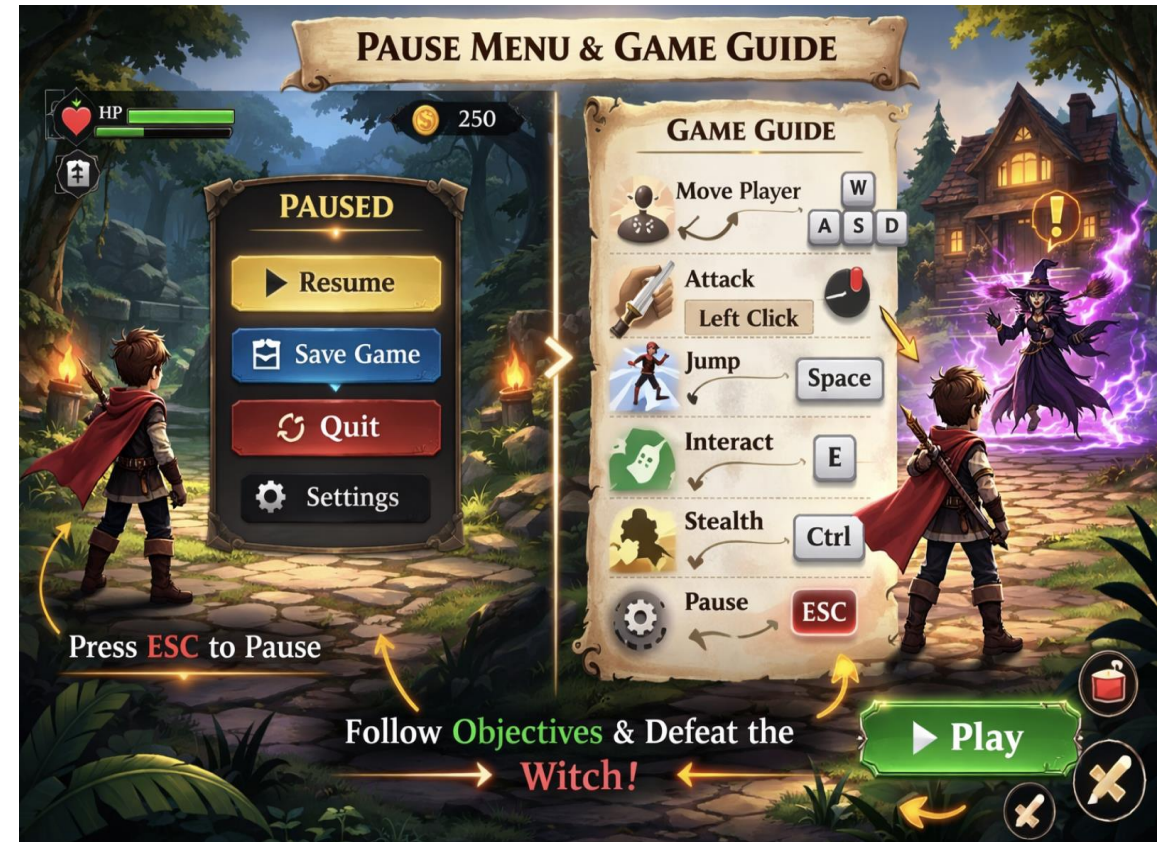 PAUSE MENU & GAME GUIDE
HP
250
PAUSED
Resume
Save Game
Quit
Settings
Press ESC to Pause
GAME GUIDE
Move Player
W
A S D
Attack
Left Click
Jump
Space
Interact
E
Stealth
Ctrl
Pause
ESC
!
Follow Objectives & Defeat the
Witch!
Play